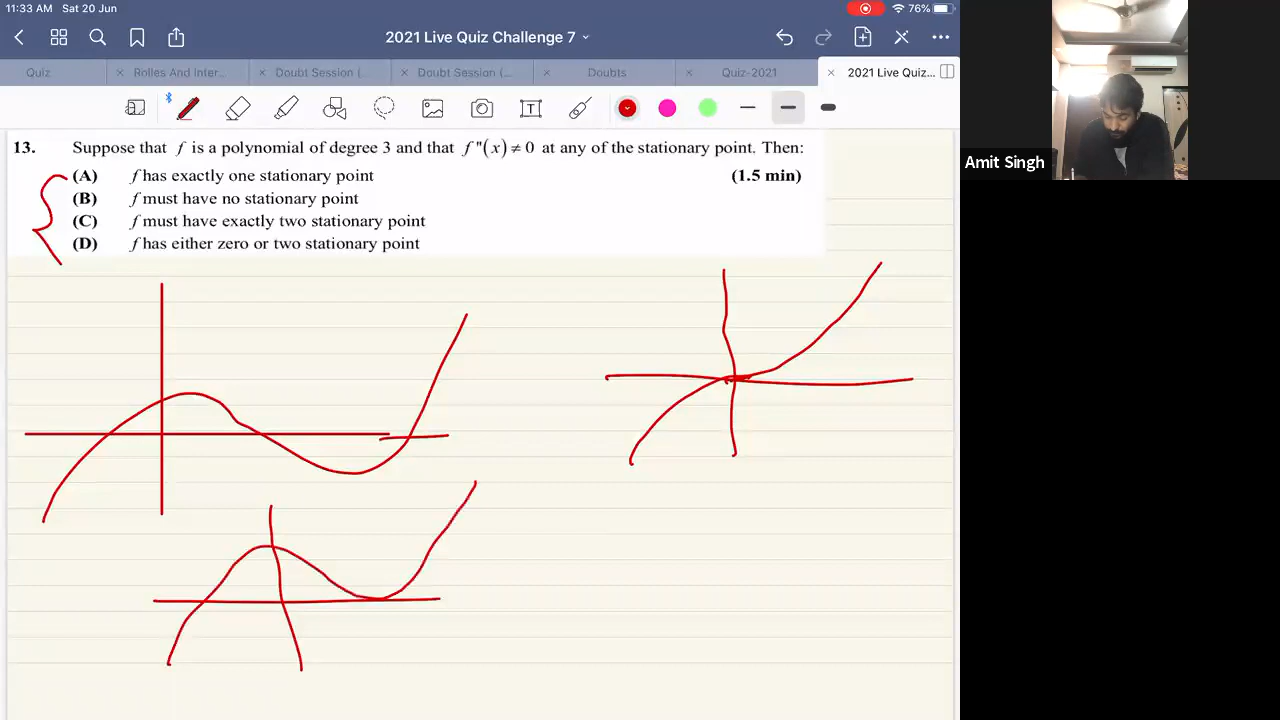 11:33 AM Sat 20 Jun
76%
2021 Live Quiz Challenge 7
Quiz
Rolles And Inter...
Doubt Session (...
Doubt Session (...
Doubts
Quiz-2021
2021 Live Quiz...
13. Suppose that f is a polynomial of degree 3 and that f''(x) ≠ 0 at any of the stationary point. Then:
(A) f has exactly one stationary point (1.5 min)
(B) f must have no stationary point
(C) f must have exactly two stationary point
(D) f has either zero or two stationary point
Amit Singh